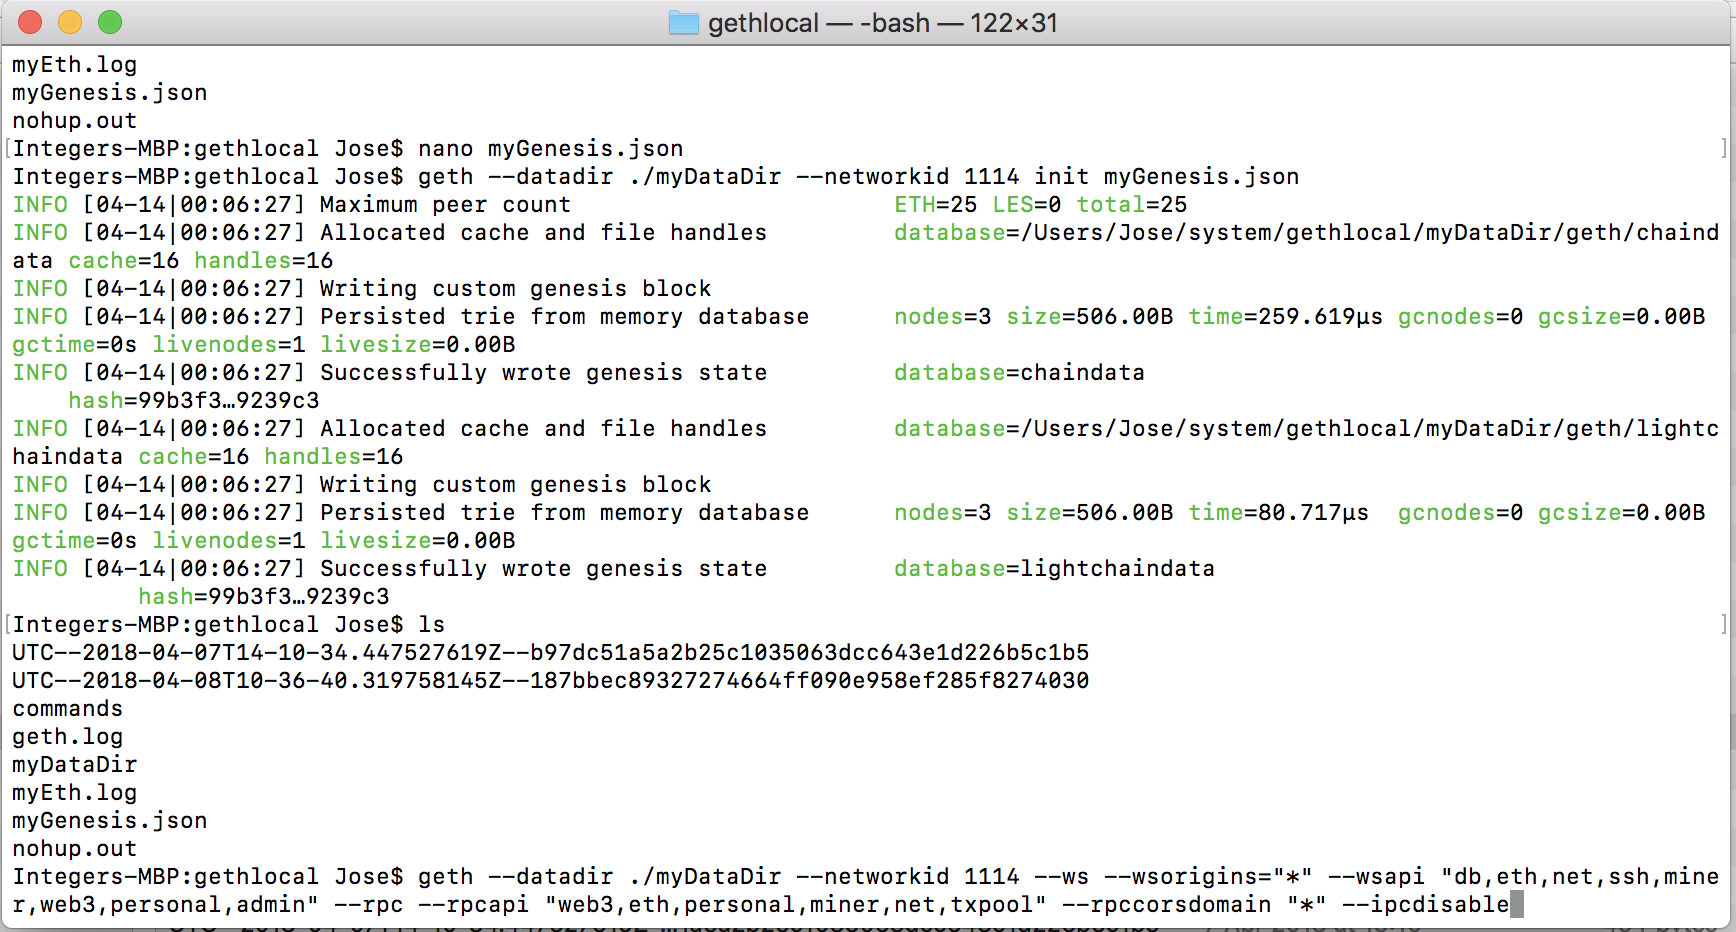 gethlocal — -bash — 122×31
myEth.log
myGenesis.json
nohup.out
[Integers-MBP:gethlocal Jose$ nano myGenesis.json ]
Integers-MBP:gethlocal Jose$ geth --datadir ./myDataDir --networkid 1114 init myGenesis.json
INFO [04-14|00:06:27] Maximum peer count                       ETH=25 LES=0 total=25
INFO [04-14|00:06:27] Allocated cache and file handles         database=/Users/Jose/system/gethlocal/myDataDir/geth/chaind
ata cache=16 handles=16
INFO [04-14|00:06:27] Writing custom genesis block
INFO [04-14|00:06:27] Persisted trie from memory database      nodes=3 size=506.00B time=259.619µs gcnodes=0 gcsize=0.00B
gctime=0s livenodes=1 livesize=0.00B
INFO [04-14|00:06:27] Successfully wrote genesis state         database=chaindata
    hash=99b3f3…9239c3
INFO [04-14|00:06:27] Allocated cache and file handles         database=/Users/Jose/system/gethlocal/myDataDir/geth/lightc
haindata cache=16 handles=16
INFO [04-14|00:06:27] Writing custom genesis block
INFO [04-14|00:06:27] Persisted trie from memory database      nodes=3 size=506.00B time=80.717µs  gcnodes=0 gcsize=0.00B
gctime=0s livenodes=1 livesize=0.00B
INFO [04-14|00:06:27] Successfully wrote genesis state         database=lightchaindata
         hash=99b3f3…9239c3
[Integers-MBP:gethlocal Jose$ ls ]
UTC--2018-04-07T14-10-34.447527619Z--b97dc51a5a2b25c1035063dcc643e1d226b5c1b5
UTC--2018-04-08T10-36-40.319758145Z--187bbec89327274664ff090e958ef285f8274030
commands
geth.log
myDataDir
myEth.log
myGenesis.json
nohup.out
Integers-MBP:gethlocal Jose$ geth --datadir ./myDataDir --networkid 1114 --ws --wsorigins="*" --wsapi "db,eth,net,ssh,mine
r,web3,personal,admin" --rpc --rpcapi "web3,eth,personal,miner,net,txpool" --rpccorsdomain "*" --ipcdisable